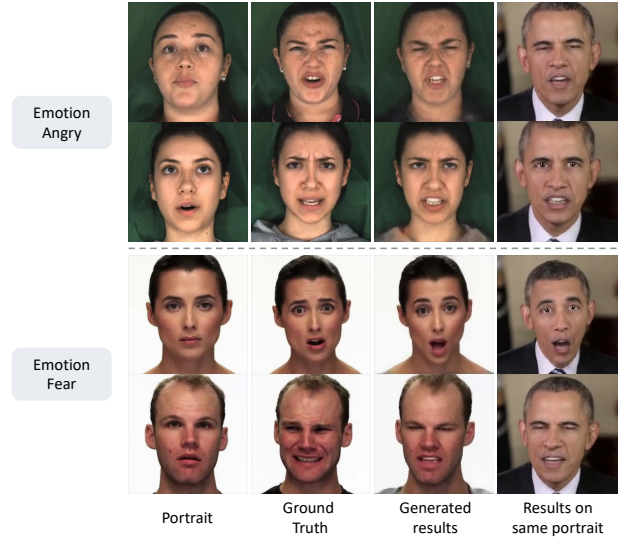 Emotion
Angry
Emotion
Fear
Portrait
Ground
Truth
Generated
results
Results on
same portrait